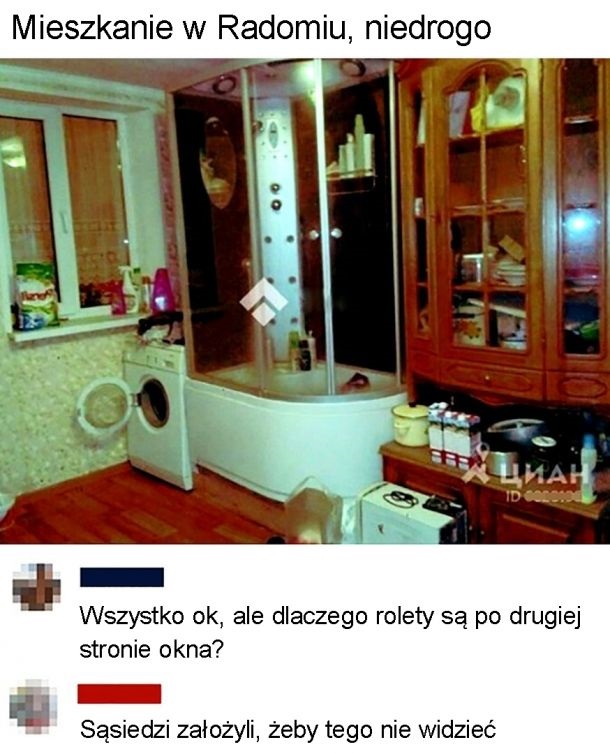 Mieszkanie w Radomiu, niedrogo
ЦИАН
ID
Wszystko ok, ale dlaczego rolety są po drugiej
stronie okna?
Sąsiedzi założyli, żeby tego nie widzieć